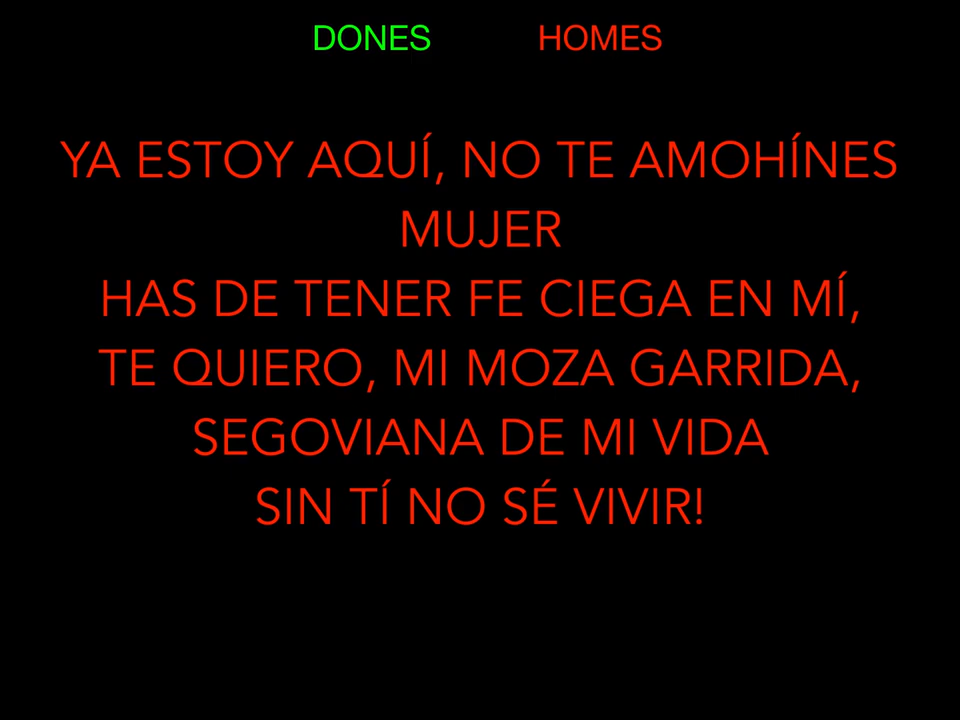 DONES HOMES
YA ESTOY AQUÍ, NO TE AMOHÍNES
MUJER
HAS DE TENER FE CIEGA EN MÍ,
TE QUIERO, MI MOZA GARRIDA,
SEGOVIANA DE MI VIDA
SIN TÍ NO SÉ VIVIR!